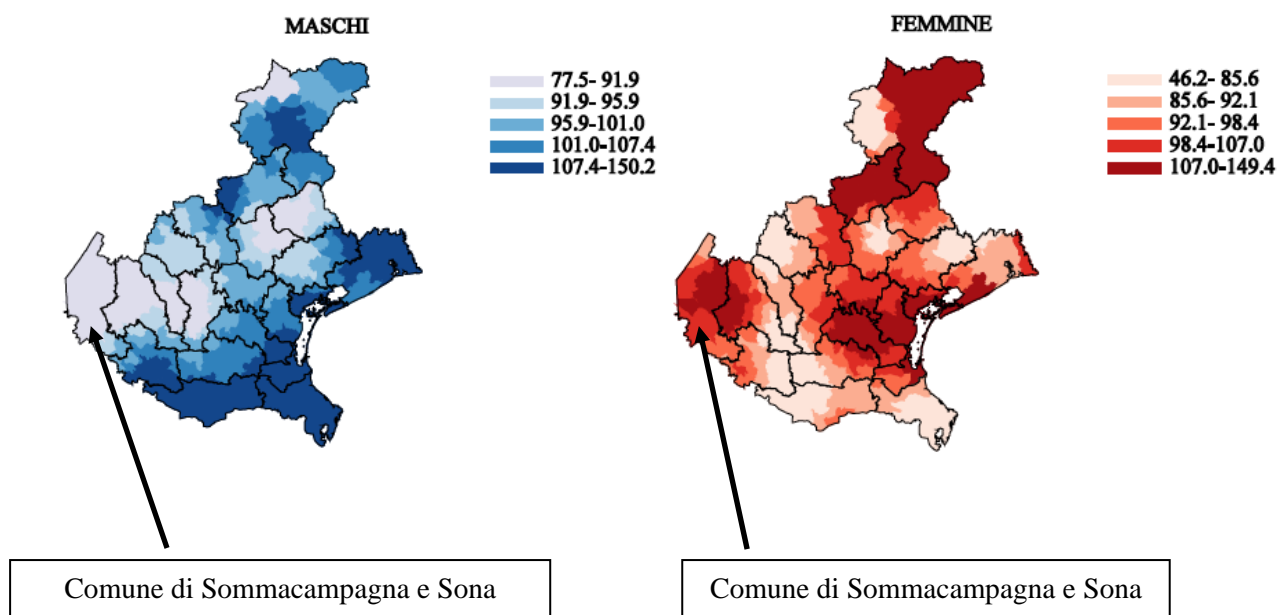 MASCHI
77.5- 91.9
91.9- 95.9
95.9-101.0
101.0-107.4
107.4-150.2
Comune di Sommacampagna e Sona
FEMMINE
46.2- 85.6
85.6- 92.1
92.1- 98.4
98.4-107.0
107.0-149.4
Comune di Sommacampagna e Sona